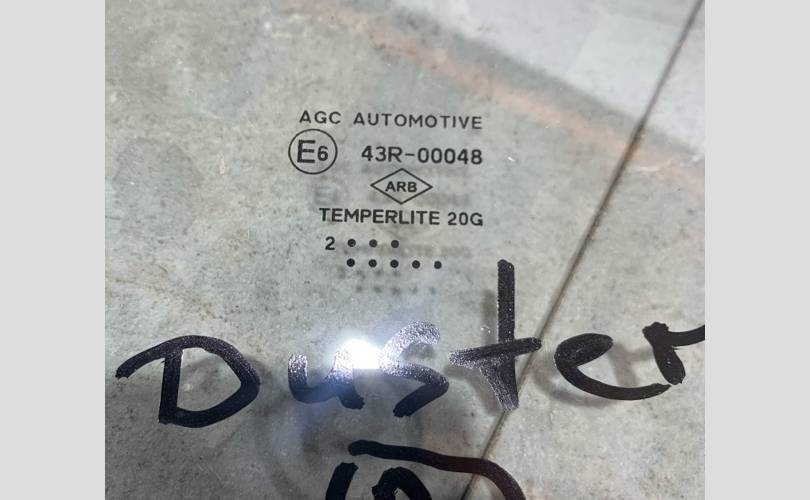 AGC AUTOMOTIVE
E6 43R-00048
ARB
TEMPERLITE 20G
2 • • •
• • • • •
Duster